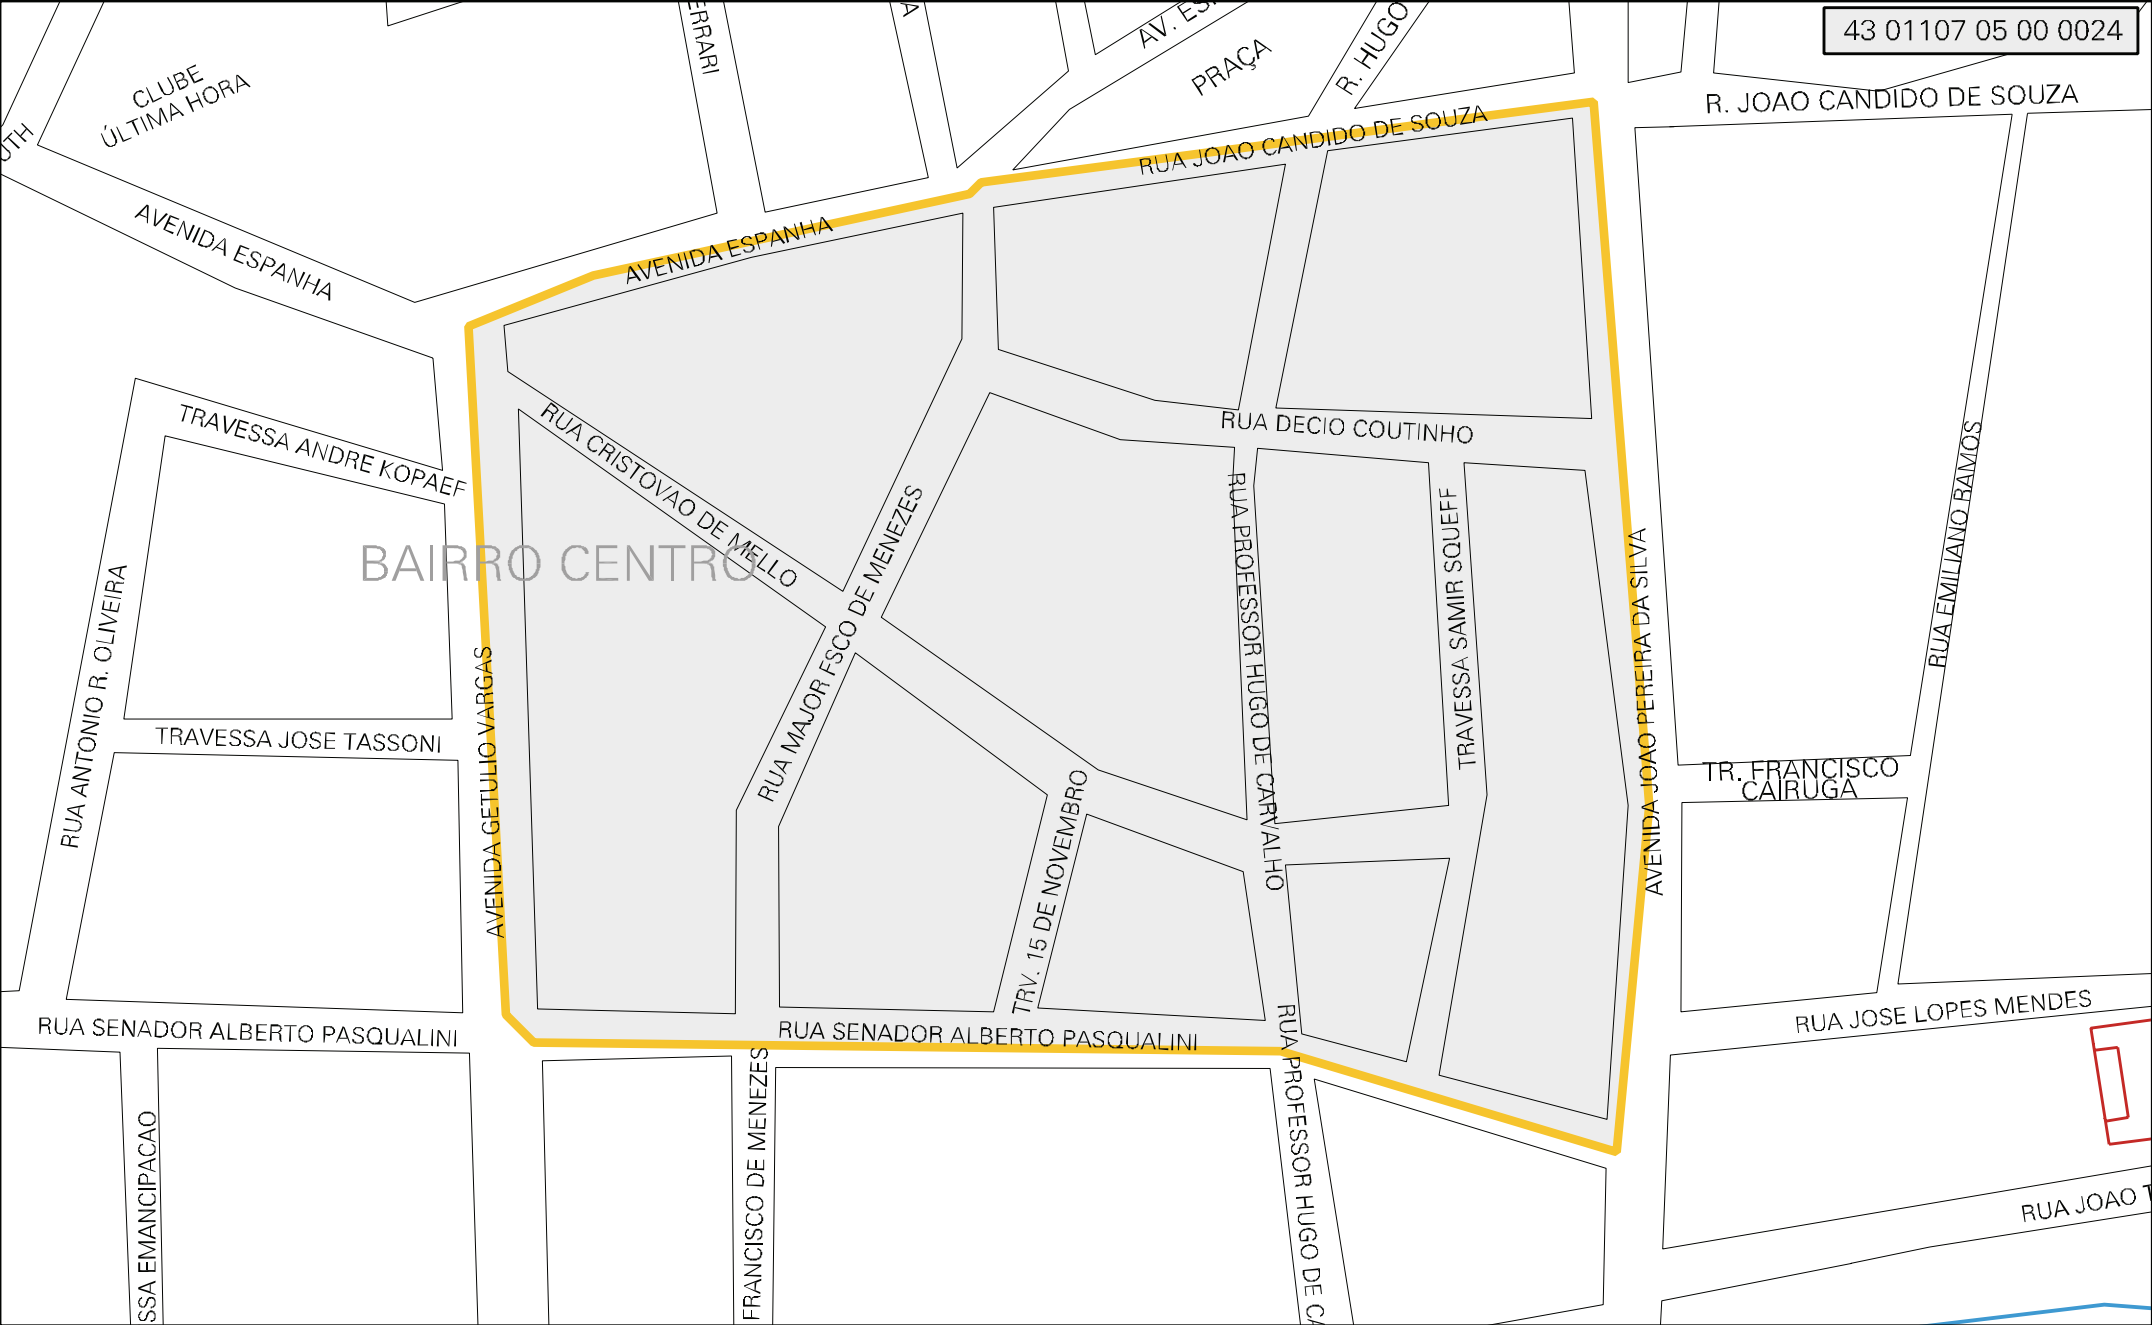 43 01107 05 00 0024
AV. ES
R. HUGO
PRAÇA
CLUBE
ÚLTIMA HORA
R. JOAO CANDIDO DE SOUZA
RUA JOAO CANDIDO DE SOUZA
AVENIDA ESPANHA
AVENIDA ESPANHA
TRAVESSA ANDRE KOPAEF
RUA CRISTOVAO DE MELLO
RUA DECIO COUTINHO
BAIRRO CENTRO
RUA MAJOR FSCO DE MENEZES
RUA PROFESSOR HUGO DE CARVALHO
TRAVESSA SAMIR SQUEFF
AVENIDA JOAO PEREIRA DA SILVA
RUA EMILIANO RAMOS
RUA ANTONIO R. OLIVEIRA
AVENIDA GETULIO VARGAS
TRAVESSA JOSE TASSONI
TR. FRANCISCO
CAIRUGA
TRV. 15 DE NOVEMBRO
RUA SENADOR ALBERTO PASQUALINI
RUA SENADOR ALBERTO PASQUALINI
RUA JOSE LOPES MENDES
SSA EMANCIPACAO
FRANCISCO DE MENEZES
RUA PROFESSOR HUGO DE CA
RUA JOAO T
ERRARI
UTH
A